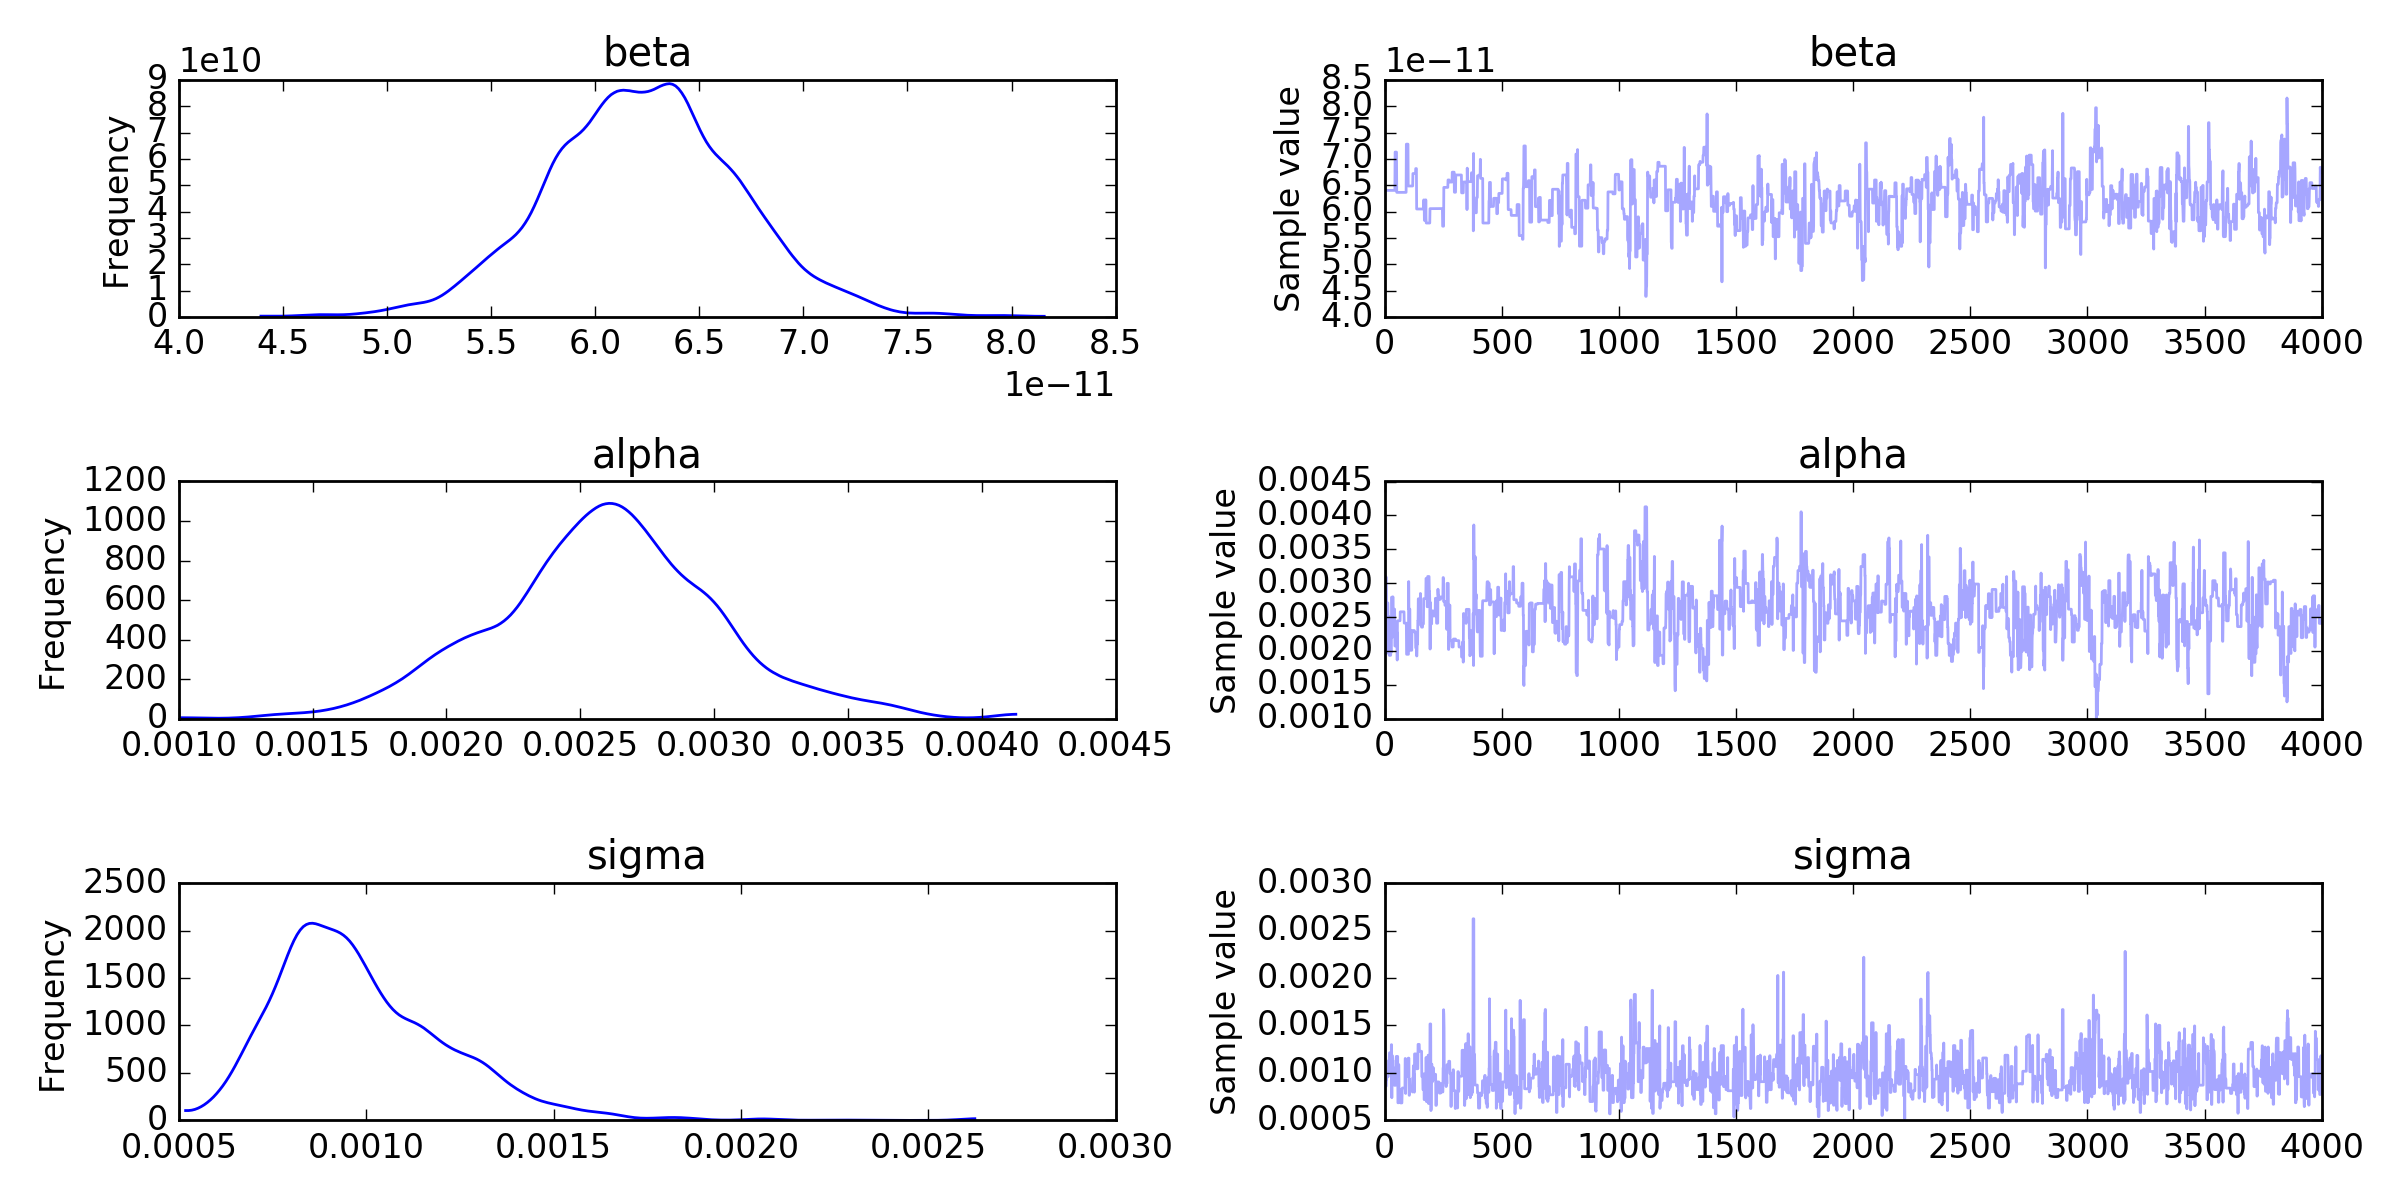 beta
1e10
9
8
7
6
5
4
3
2
1
0
Frequency
4.0 4.5 5.0 5.5 6.0 6.5 7.0 7.5 8.0 8.5
1e−11
beta
1e−11
8.5
8.0
7.5
7.0
6.5
6.0
5.5
5.0
4.5
4.0
Sample value
0 500 1000 1500 2000 2500 3000 3500 4000
alpha
1200
1000
800
600
400
200
0
Frequency
0.0010 0.0015 0.0020 0.0025 0.0030 0.0035 0.0040 0.0045
alpha
0.0045
0.0040
0.0035
0.0030
0.0025
0.0020
0.0015
0.0010
Sample value
0 500 1000 1500 2000 2500 3000 3500 4000
sigma
2500
2000
1500
1000
500
0
Frequency
0.0005 0.0010 0.0015 0.0020 0.0025 0.0030
sigma
0.0030
0.0025
0.0020
0.0015
0.0010
0.0005
Sample value
0 500 1000 1500 2000 2500 3000 3500 4000